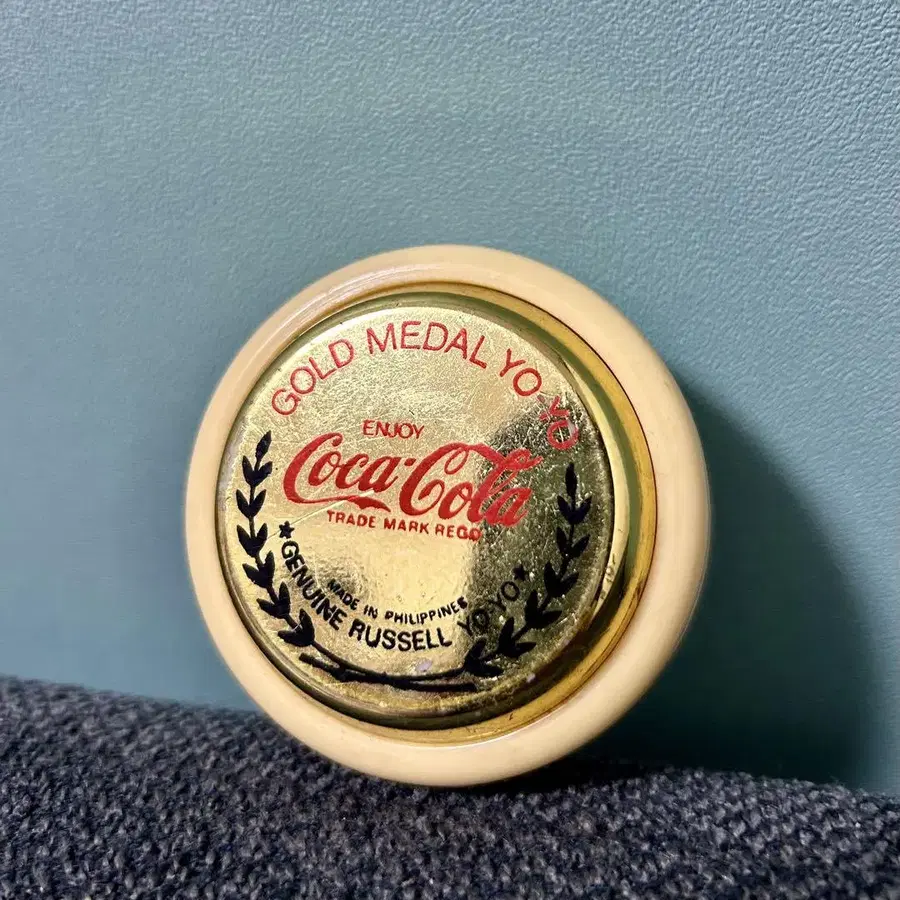 GOLD MEDAL YO-YO
ENJOY
Coca-Cola
TRADE MARK REGD
MADE IN PHILIPPINES
★GENUINE RUSSELL YO-YO★